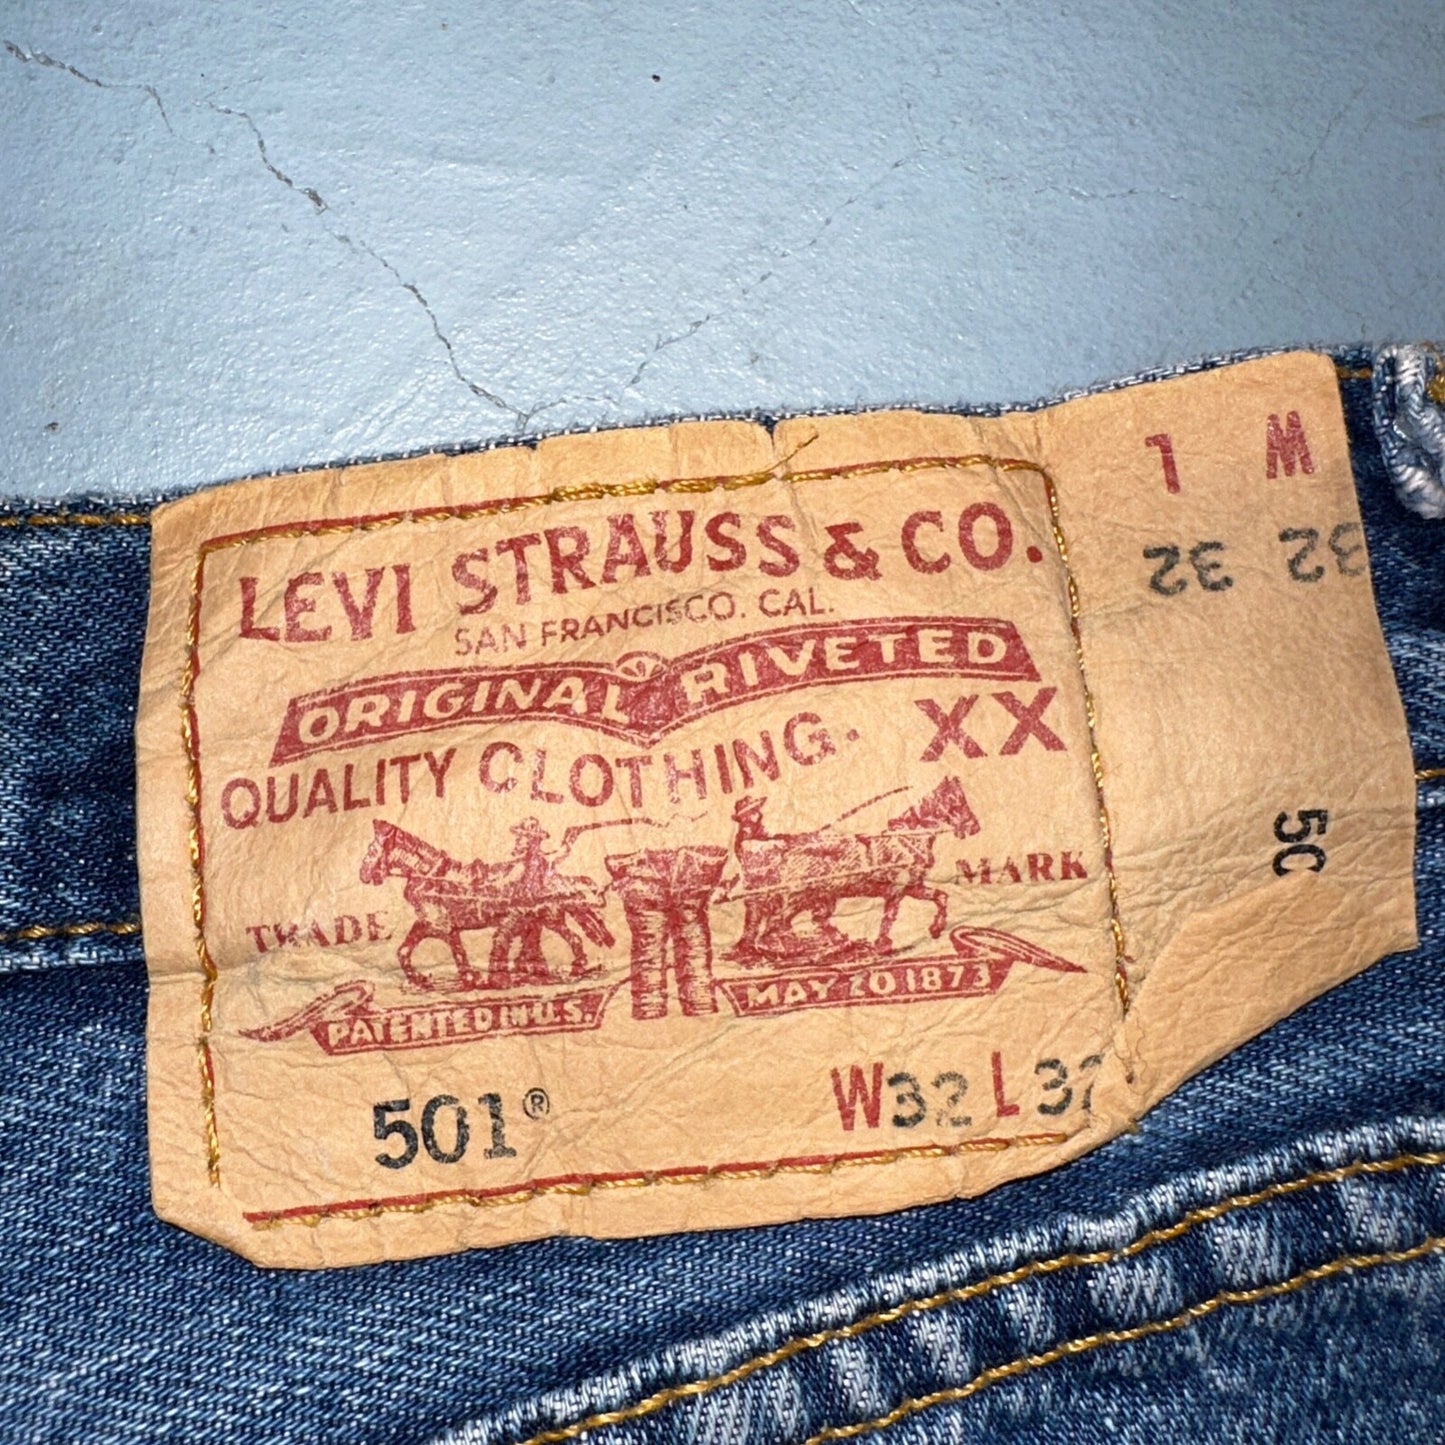 LEVI STRAUSS & CO.
SAN FRANCISCO. CAL.
ORIGINAL RIVETED
QUALITY CLOTHING. XX
TRADE MARK
PATENTED IN U.S. MAY 20 1873
501® W32 L32
1 M
32 32
5C